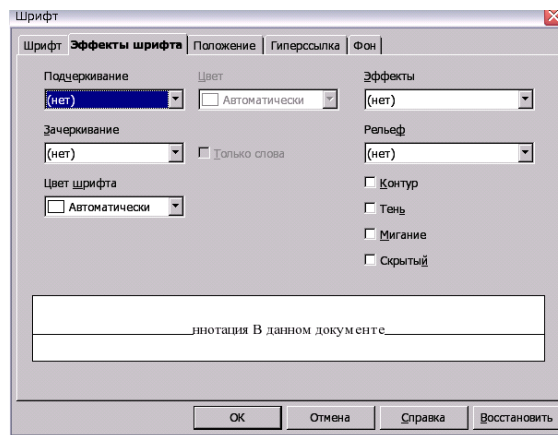 Шрифт
Шрифт Эффекты шрифта Положение Гиперссылка Фон
Подчеркивание Цвет Эффекты
(нет) Автоматически (нет)
Зачеркивание Рельеф
(нет) Только слова (нет)
Цвет шрифта Контур
Автоматически Тень
Мигание
Скрытый
ннотация В данном документе
ОК Отмена Справка Восстановить